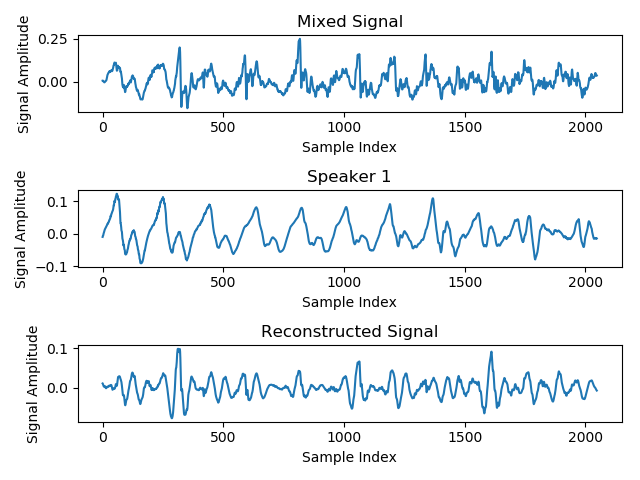 Mixed Signal
Signal Amplitude
0.25
0.00
0 500 1000 1500 2000
Sample Index
Speaker 1
Signal Amplitude
0.1
0.0
−0.1
0 500 1000 1500 2000
Sample Index
Reconstructed Signal
Signal Amplitude
0.1
0.0
0 500 1000 1500 2000
Sample Index